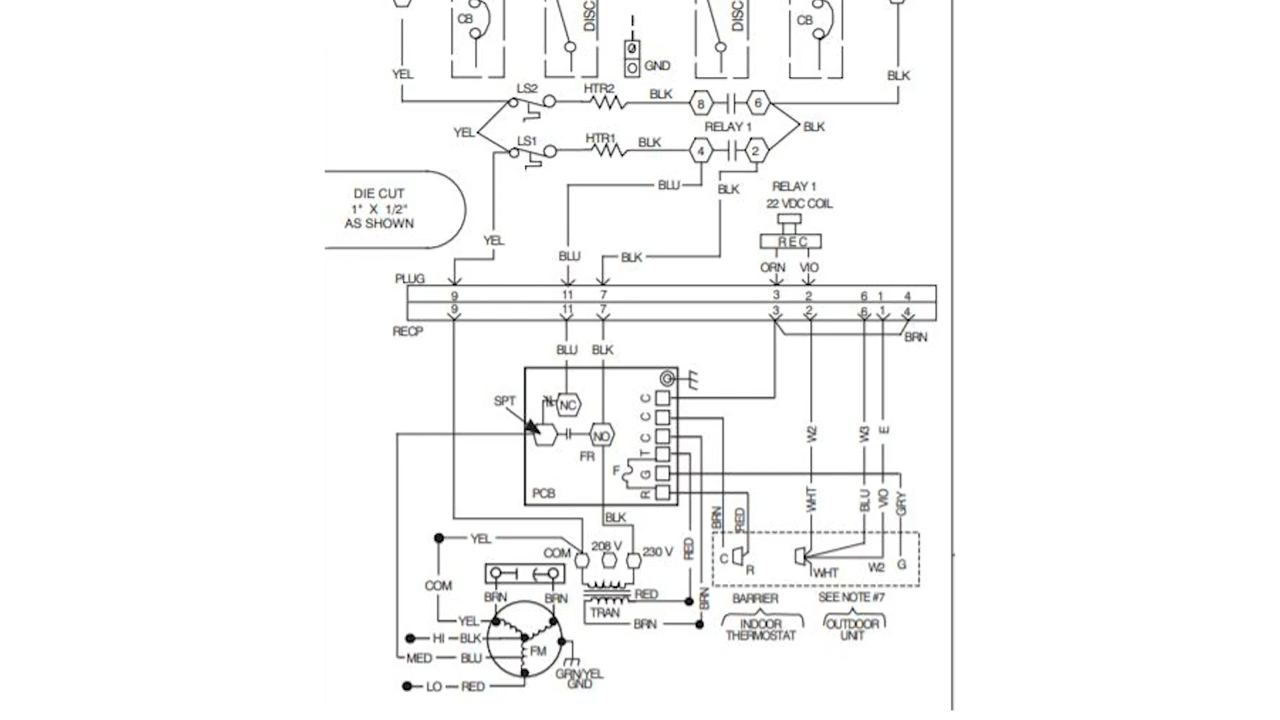 CB
DISC
DISC
CB
GND
YEL
BLK
LS2
HTR2
BLK
8
6
YEL
RELAY 1
BLK
LS1
HTR1
BLK
4
2
BLU
BLK
RELAY 1
22 VDC COIL
REC
DIE CUT
1" X 1/2"
AS SHOWN
YEL
BLU
BLK
ORN
VIO
PLUG
9 11 7 3 2 6 1 4
9 11 7 3 2 6 1 4
RECP
BRN
BLU
BLK
SPT
NC
NO
FR
PCB
C
C
C
T
F
G
R
W2
W3
E
WHT
BLU
VIO
GRY
BLK
BRN
RED
RED
YEL
COM
208 V
230 V
C
R
WHT
W2
G
COM
BRN
BRN
RED
TRAN
BRN
BRN
BARRIER
SEE NOTE #7
INDOOR
THERMOSTAT
OUTDOOR
UNIT
YEL
HI BLK
FM
MED BLU
GRN/YEL
GND
LO RED